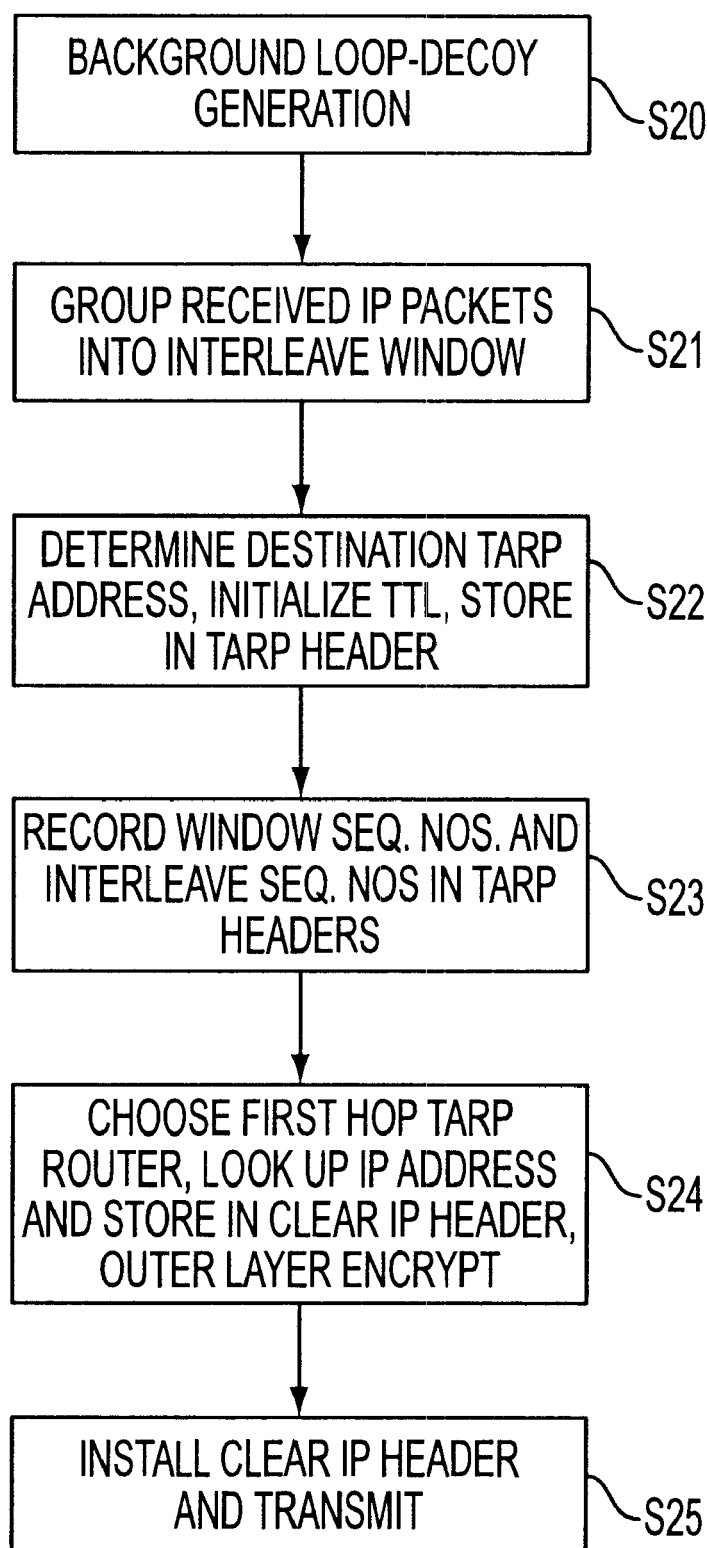 BACKGROUND LOOP-DECOY
GENERATION
S20
GROUP RECEIVED IP PACKETS
INTO INTERLEAVE WINDOW
S21
DETERMINE DESTINATION TARP
ADDRESS, INITIALIZE TTL, STORE
IN TARP HEADER
S22
RECORD WINDOW SEQ. NOS. AND
INTERLEAVE SEQ. NOS IN TARP
HEADERS
S23
CHOOSE FIRST HOP TARP
ROUTER, LOOK UP IP ADDRESS
AND STORE IN CLEAR IP HEADER,
OUTER LAYER ENCRYPT
S24
INSTALL CLEAR IP HEADER
AND TRANSMIT
S25